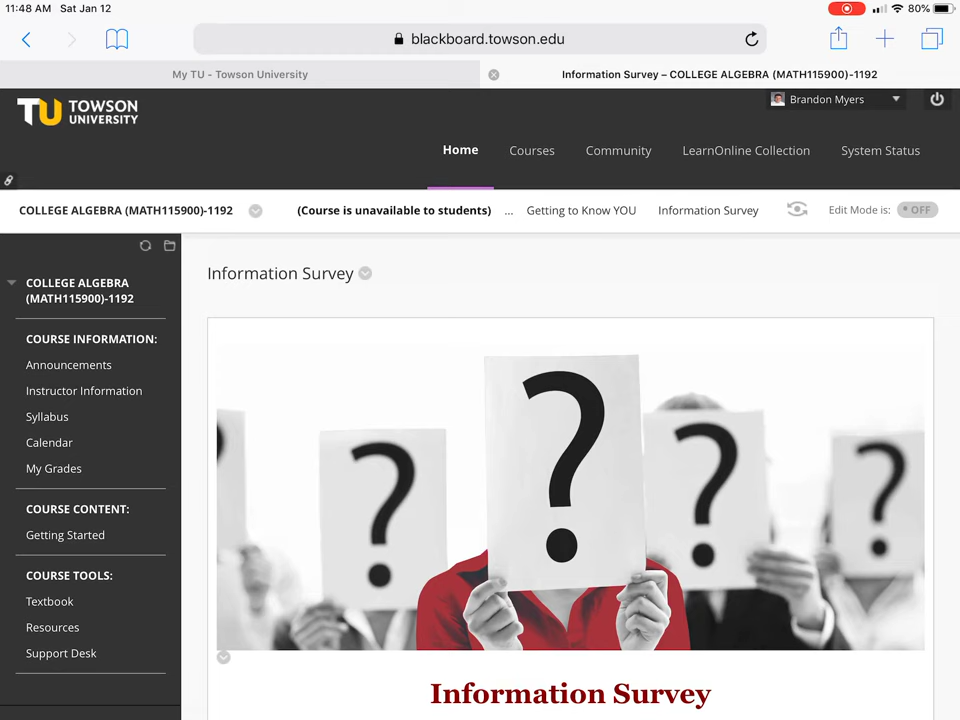 11:48 AM Sat Jan 12 80%
blackboard.towson.edu
My TU - Towson University Information Survey – COLLEGE ALGEBRA (MATH115900)-1192
TU TOWSON UNIVERSITY
Brandon Myers
Home Courses Community LearnOnline Collection System Status
COLLEGE ALGEBRA (MATH115900)-1192 (Course is unavailable to students) ... Getting to Know YOU Information Survey Edit Mode is: OFF
COLLEGE ALGEBRA
(MATH115900)-1192
COURSE INFORMATION:
Announcements
Instructor Information
Syllabus
Calendar
My Grades
COURSE CONTENT:
Getting Started
COURSE TOOLS:
Textbook
Resources
Support Desk
Information Survey
? ? ? ? ?
Information Survey